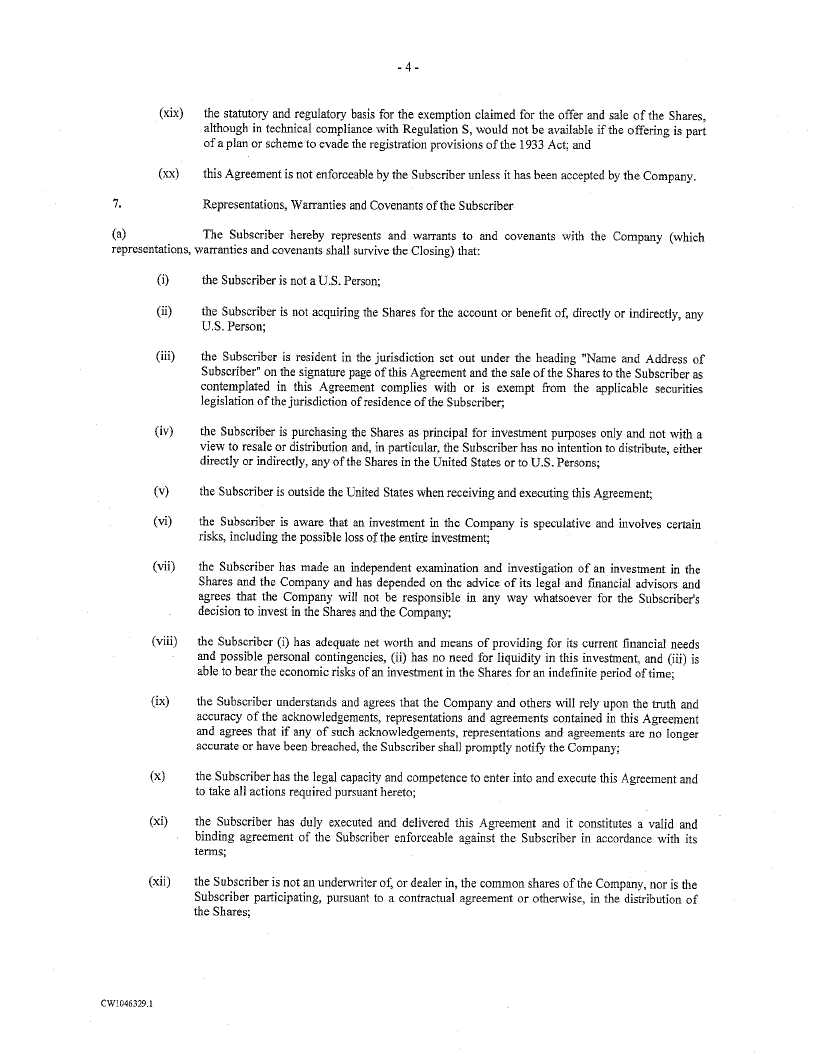 - 4 -
(xix) the statutory and regulatory basis for the exemption claimed for the offer and sale of the Shares,
although in technical compliance with Regulation S, would not be available if the offering is part
of a plan or scheme to evade the registration provisions of the 1933 Act; and
(xx) this Agreement is not enforceable by the Subscriber unless it has been accepted by the Company.
7. Representations, Warranties and Covenants of the Subscriber
(a) The Subscriber hereby represents and warrants to and covenants with the Company (which
representations, warranties and covenants shall survive the Closing) that:
(i) the Subscriber is not a U.S. Person;
(ii) the Subscriber is not acquiring the Shares for the account or benefit of, directly or indirectly, any
U.S. Person;
(iii) the Subscriber is resident in the jurisdiction set out under the heading "Name and Address of
Subscriber" on the signature page of this Agreement and the sale of the Shares to the Subscriber as
contemplated in this Agreement complies with or is exempt from the applicable securities
legislation of the jurisdiction of residence of the Subscriber;
(iv) the Subscriber is purchasing the Shares as principal for investment purposes only and not with a
view to resale or distribution and, in particular, the Subscriber has no intention to distribute, either
directly or indirectly, any of the Shares in the United States or to U.S. Persons;
(v) the Subscriber is outside the United States when receiving and executing this Agreement;
(vi) the Subscriber is aware that an investment in the Company is speculative and involves certain
risks, including the possible loss of the entire investment;
(vii) the Subscriber has made an independent examination and investigation of an investment in the
Shares and the Company and has depended on the advice of its legal and financial advisors and
agrees that the Company will not be responsible in any way whatsoever for the Subscriber's
decision to invest in the Shares and the Company;
(viii) the Subscriber (i) has adequate net worth and means of providing for its current financial needs
and possible personal contingencies, (ii) has no need for liquidity in this investment, and (iii) is
able to bear the economic risks of an investment in the Shares for an indefinite period of time;
(ix) the Subscriber understands and agrees that the Company and others will rely upon the truth and
accuracy of the acknowledgements, representations and agreements contained in this Agreement
and agrees that if any of such acknowledgements, representations and agreements are no longer
accurate or have been breached, the Subscriber shall promptly notify the Company;
(x) the Subscriber has the legal capacity and competence to enter into and execute this Agreement and
to take all actions required pursuant hereto;
(xi) the Subscriber has duly executed and delivered this Agreement and it constitutes a valid and
binding agreement of the Subscriber enforceable against the Subscriber in accordance with its
terms;
(xii) the Subscriber is not an underwriter of, or dealer in, the common shares of the Company, nor is the
Subscriber participating, pursuant to a contractual agreement or otherwise, in the distribution of
the Shares;
CW1046329.1